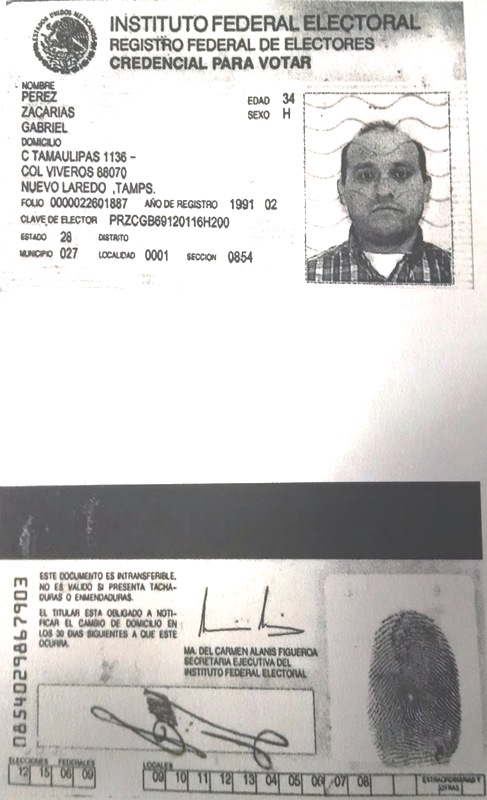 ESTADOS UNIDOS MEXICANOS
INSTITUTO FEDERAL ELECTORAL
REGISTRO FEDERAL DE ELECTORES
CREDENCIAL PARA VOTAR
NOMBRE
PEREZ
ZACARIAS
GABRIEL
EDAD 34
SEXO H
DOMICILIO
C TAMAULIPAS 1136 -
COL VIVEROS 88070
NUEVO LAREDO ,TAMPS.
FOLIO 0000022601887 AÑO DE REGISTRO 1991 02
CLAVE DE ELECTOR PRZCGB69120116H200
ESTADO 28 DISTRITO
MUNICIPIO 027 LOCALIDAD 0001 SECCION 0854
ESTE DOCUMENTO ES INTRANSFERIBLE.
NO ES VALIDO SI PRESENTA TACHA-
DURAS O ENMENDADURAS.
EL TITULAR ESTA OBLIGADO A NOTI-
FICAR EL CAMBIO DE DOMICILIO EN
LOS 30 DIAS SIGUIENTES A QUE ESTE
OCURRA.
MA. DEL CARMEN ALANIS FIGUEROA
SECRETARIA EJECUTIVA DEL
INSTITUTO FEDERAL ELECTORAL
0854029867903
ELECCIONES FEDERALES
12 15 06 09
LOCALES
09 10 11 12 13 04 05 06 07 08
EXTRAORDINARIAS Y
OTRAS